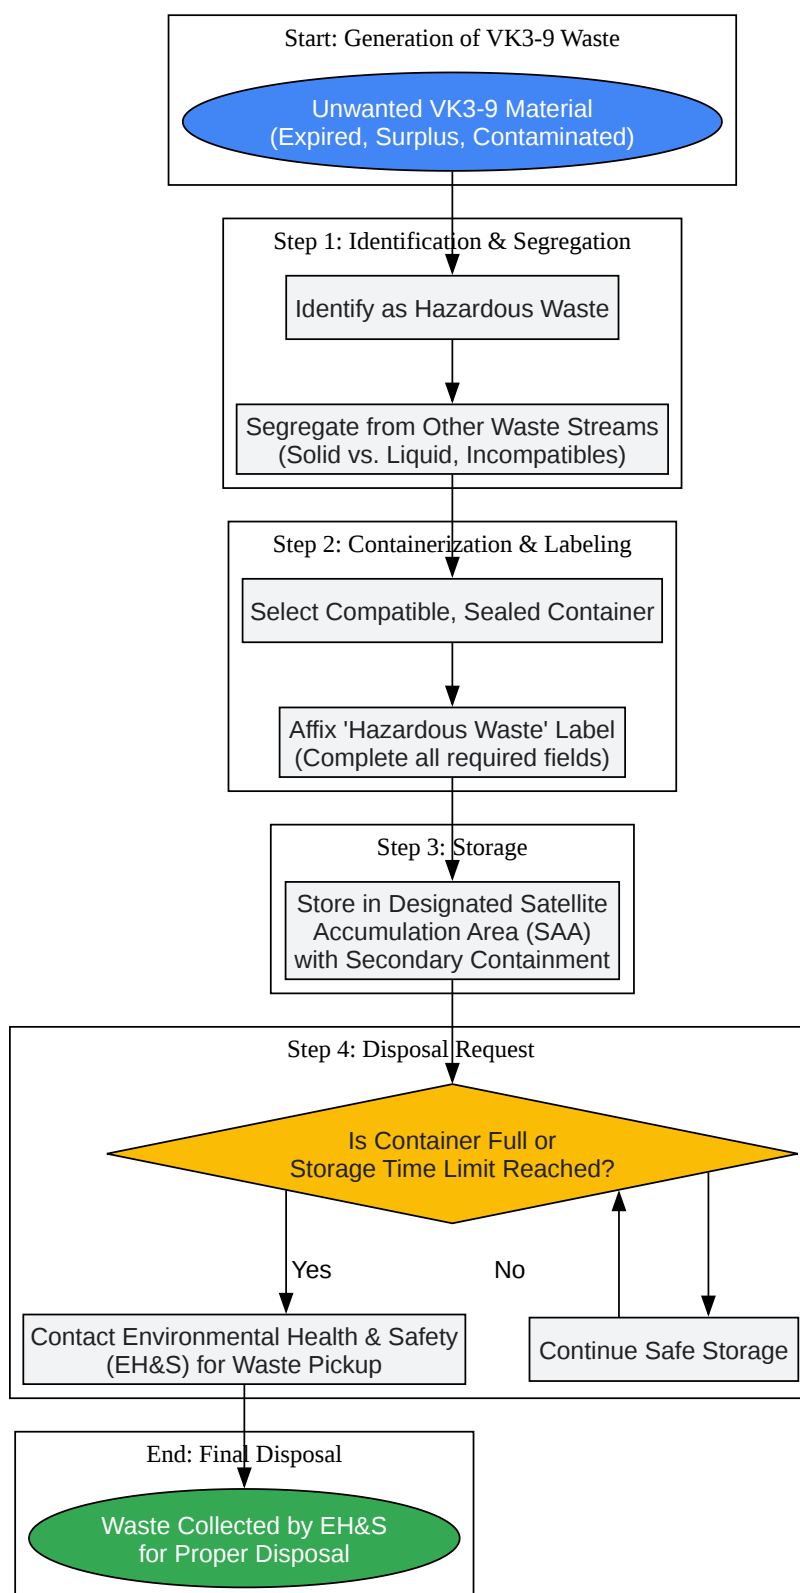 Start: Generation of VK3-9 Waste
Unwanted VK3-9 Material
(Expired, Surplus, Contaminated)
Step 1: Identification & Segregation
Identify as Hazardous Waste
Segregate from Other Waste Streams
(Solid vs. Liquid, Incompatibles)
Step 2: Containerization & Labeling
Select Compatible, Sealed Container
Affix 'Hazardous Waste' Label
(Complete all required fields)
Step 3: Storage
Store in Designated Satellite
Accumulation Area (SAA)
with Secondary Containment
Step 4: Disposal Request
Is Container Full or
Storage Time Limit Reached?
Yes
No
Contact Environmental Health & Safety
(EH&S) for Waste Pickup
Continue Safe Storage
End: Final Disposal
Waste Collected by EH&S
for Proper Disposal